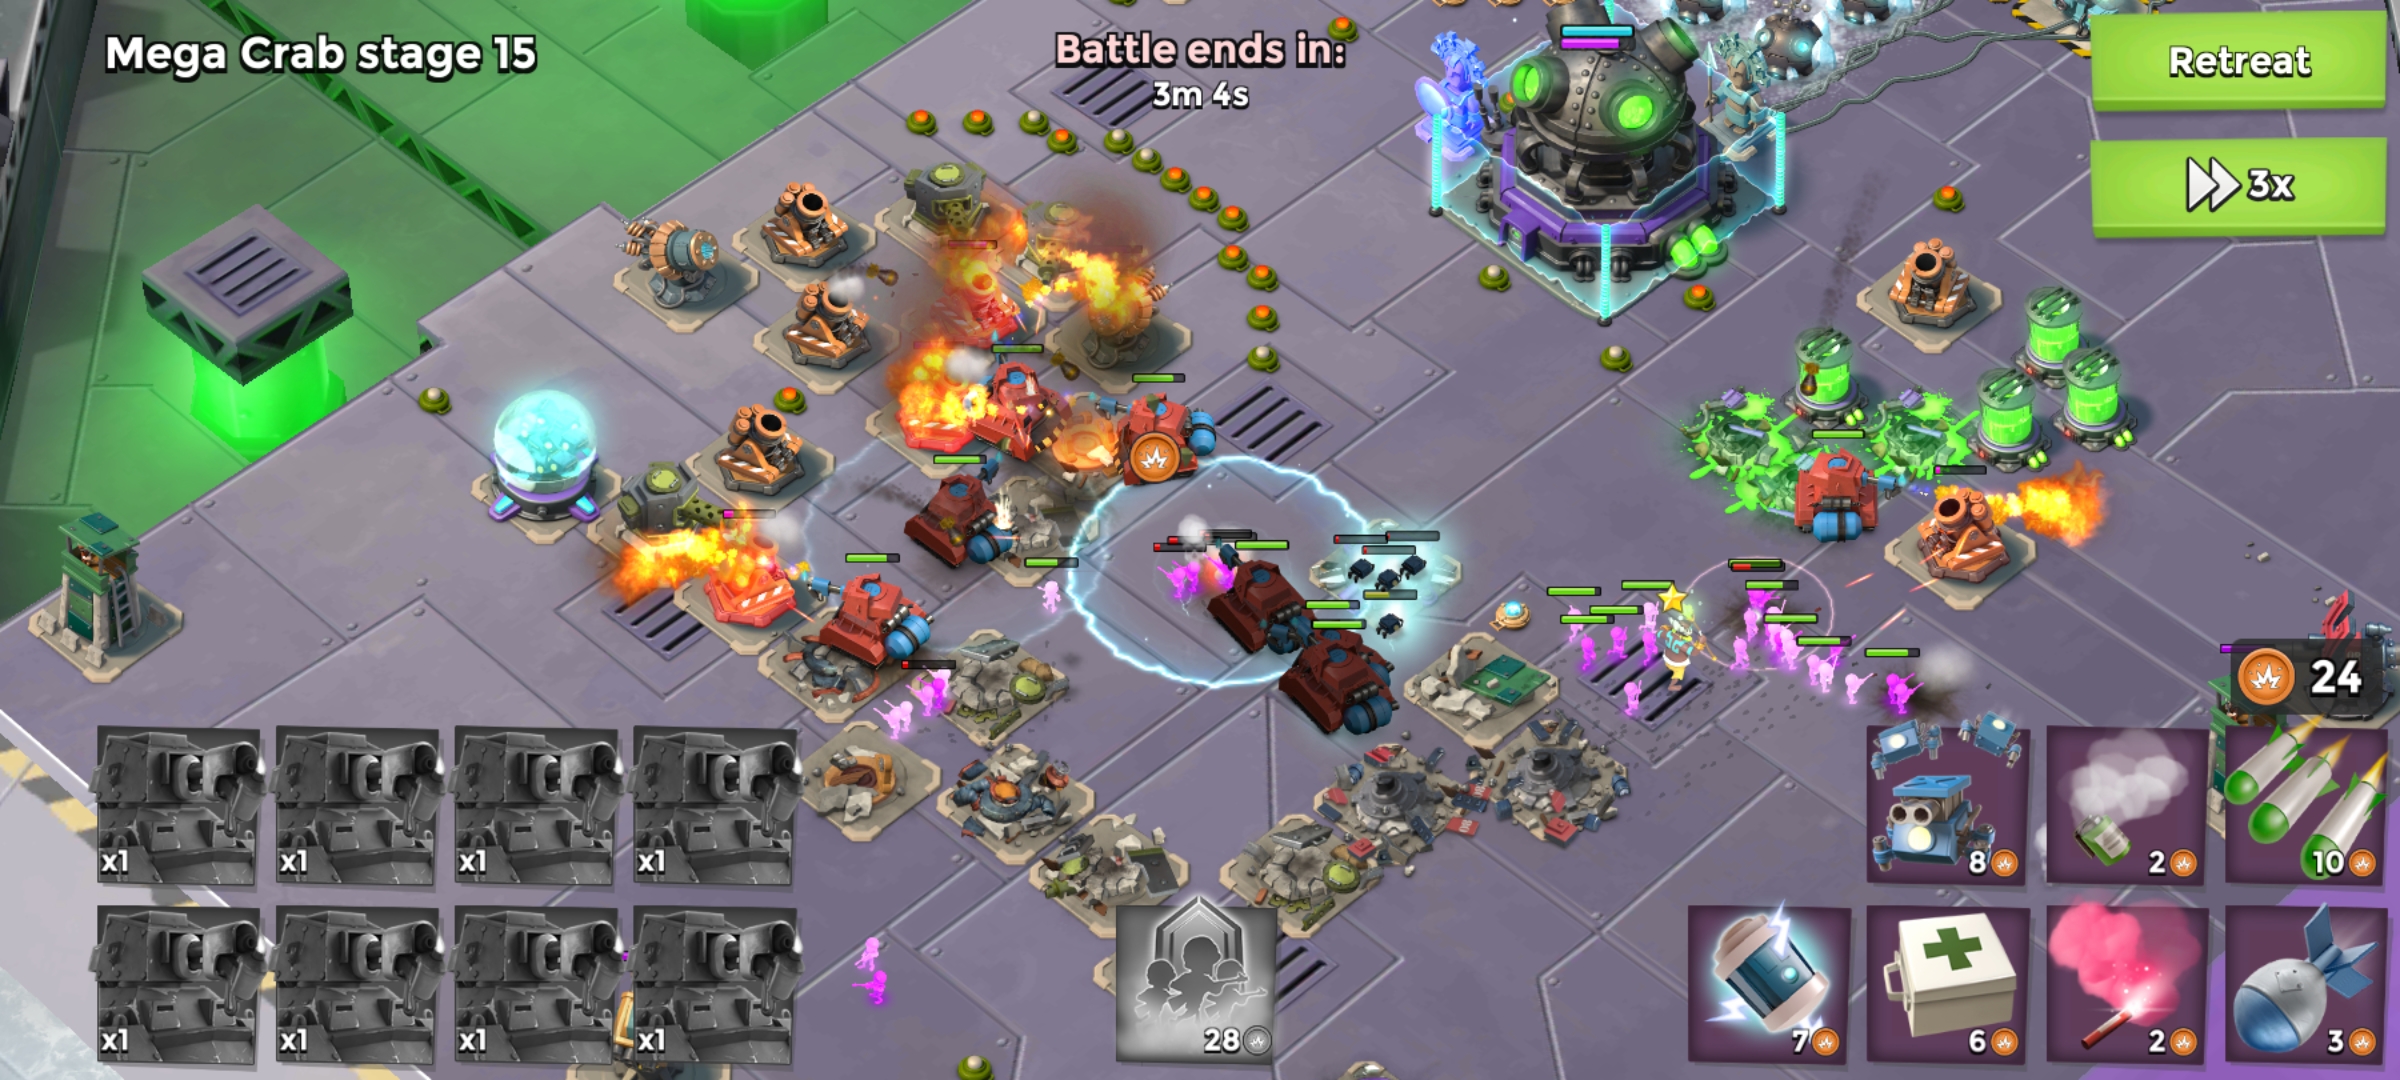 Mega Crab stage 15
Battle ends in:
3m 4s
Retreat
3x
24
x1
x1
x1
x1
8
2
10
x1
x1
x1
x1
28
7
6
2
3